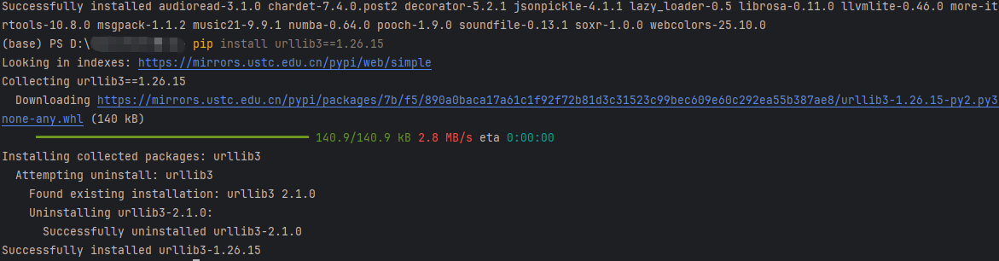 Successfully installed audioread-3.1.0 chardet-7.4.0.post2 decorator-5.2.1 jsonpickle-4.1.1 lazy_loader-0.5 librosa-0.11.0 llvmlite-0.46.0 more-it
rtools-10.8.0 msgpack-1.1.2 music21-9.9.1 numba-0.64.0 pooch-1.9.0 soundfile-0.13.1 soxr-1.0.0 webcolors-25.10.0
(base) PS D:\ pip install urllib3==1.26.15
Looking in indexes: https://mirrors.ustc.edu.cn/pypi/web/simple
Collecting urllib3==1.26.15
Downloading https://mirrors.ustc.edu.cn/pypi/packages/7b/f5/890a0baca17a61c1f92f72b81d3c31523c99bec609e60c292ea55b387ae8/urllib3-1.26.15-py2.py3
none-any.whl (140 kB)
140.9/140.9 kB 2.8 MB/s eta 0:00:00
Installing collected packages: urllib3
Attempting uninstall: urllib3
Found existing installation: urllib3 2.1.0
Uninstalling urllib3-2.1.0:
Successfully uninstalled urllib3-2.1.0
Successfully installed urllib3-1.26.15